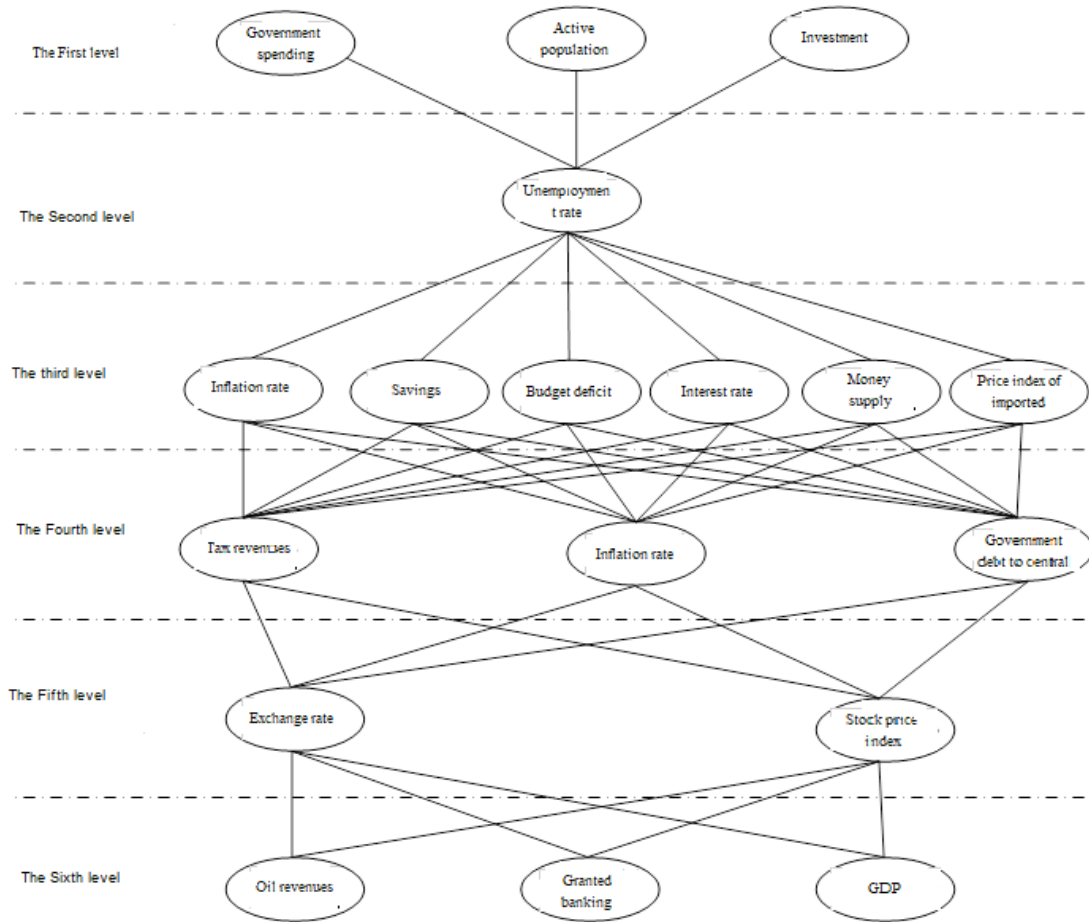 The First level
Government
spending
Active
population
Investment
The Second level
Unemploymen
t rate
The third level
Inflation rate
Savings
Budget deficit
Interest rate
Money
supply
Price index of
imported
The Fourth level
Tax revenues
Inflation rate
Government
debt to central
The Fifth level
Exchange rate
Stock price
index
The Sixth level
Oil revenues
Granted
banking
GDP